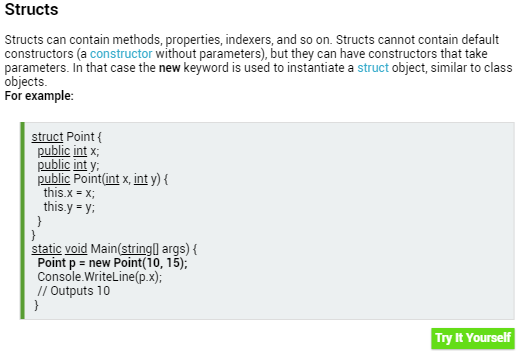 Structs
Structs can contain methods, properties, indexers, and so on. Structs cannot contain default
constructors (a constructor without parameters), but they can have constructors that take
parameters. In that case the new keyword is used to instantiate a struct object, similar to class
objects.
For example:
struct Point {
public int x;
public int y;
public Point(int x, int y) {
this.x = x;
this.y = y;
}
}
static void Main(string[] args) {
Point p = new Point(10, 15);
Console.WriteLine(p.x);
// Outputs 10
}
Try It Yourself